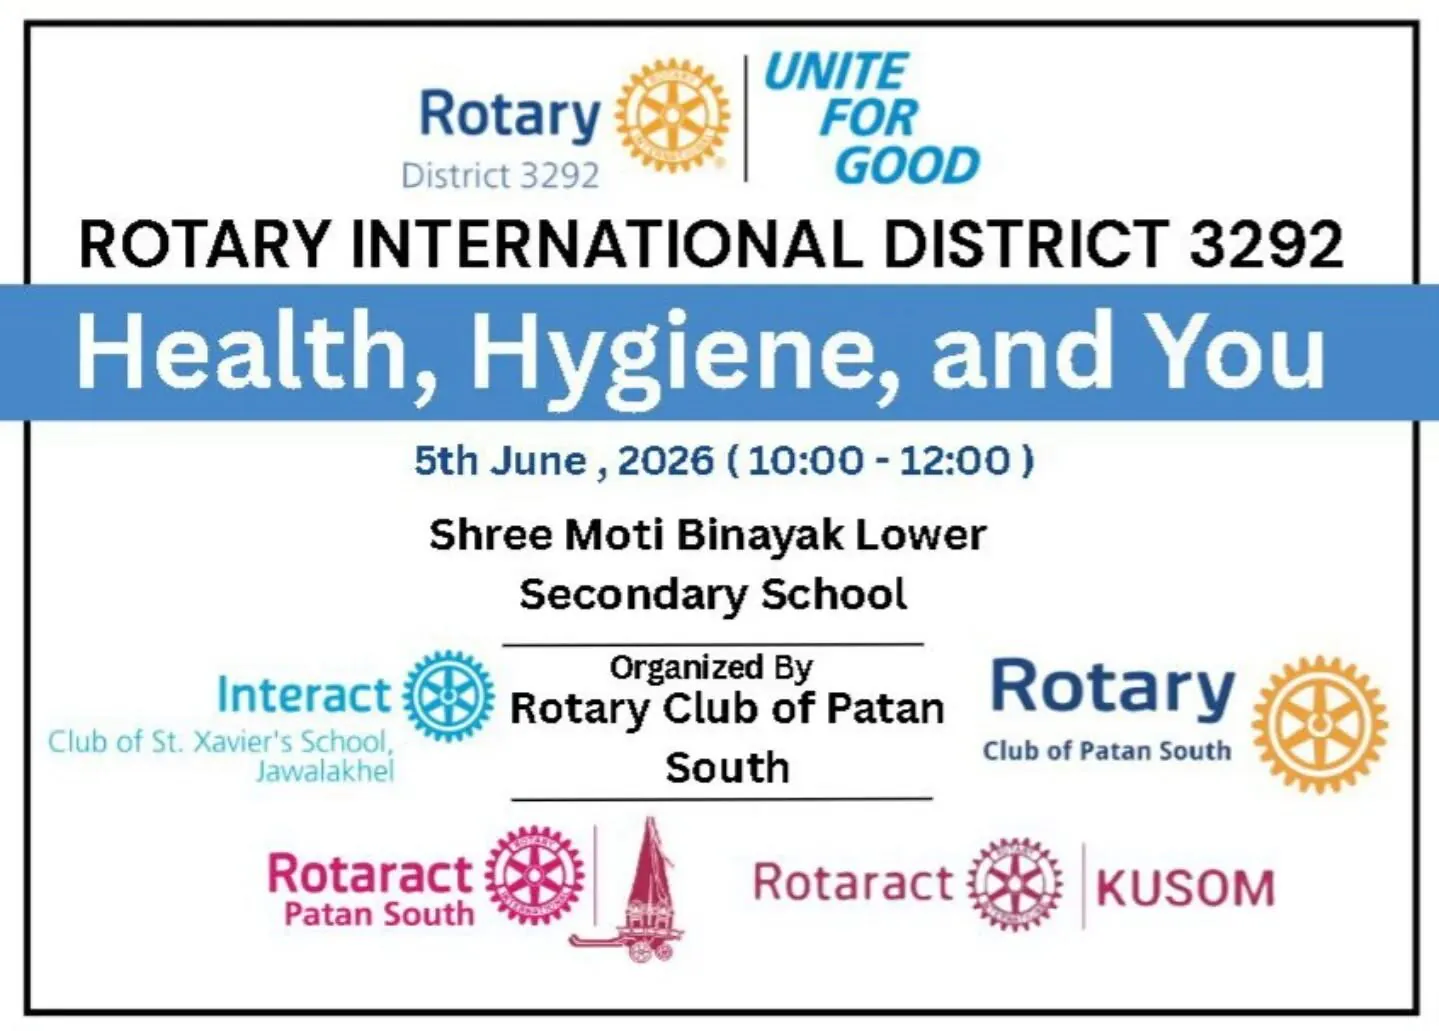 Rotary
District 3292
UNITE
FOR
GOOD
ROTARY INTERNATIONAL DISTRICT 3292
Health, Hygiene, and You
5th June , 2026 ( 10:00 - 12:00 )
Shree Moti Binayak Lower
Secondary School
Organized By
Rotary Club of Patan
South
Interact
Club of St. Xavier's School,
Jawalakhel
Rotary
Club of Patan South
Rotaract
Patan South
Rotaract
KUSOM